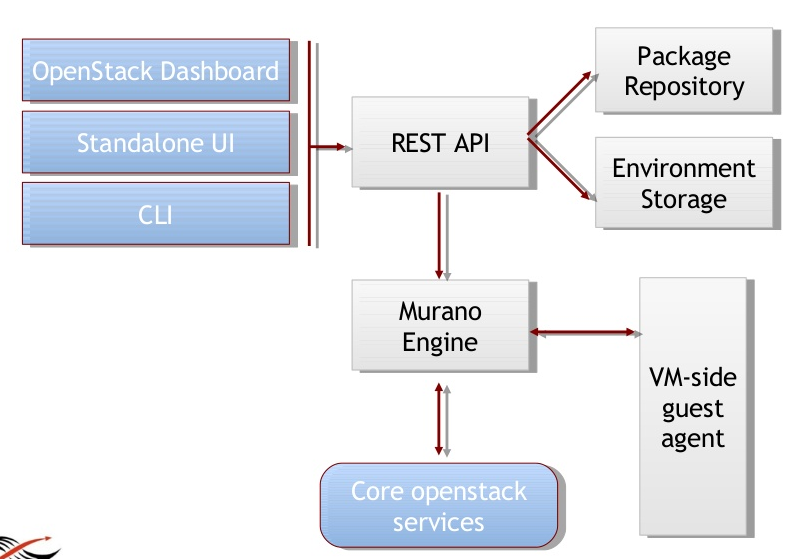 OpenStack Dashboard
Standalone UI
CLI
REST API
Package
Repository
Environment
Storage
Murano
Engine
VM-side
guest
agent
Core openstack
services